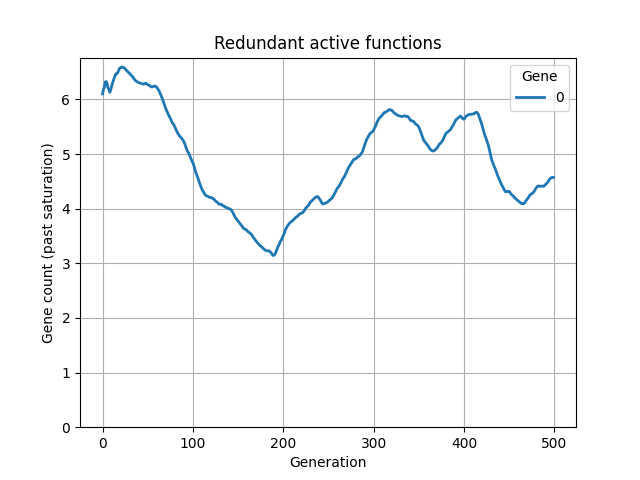 Redundant active functions
Gene
0
Gene count (past saturation)
6
5
4
3
2
1
0
0 100 200 300 400 500
Generation